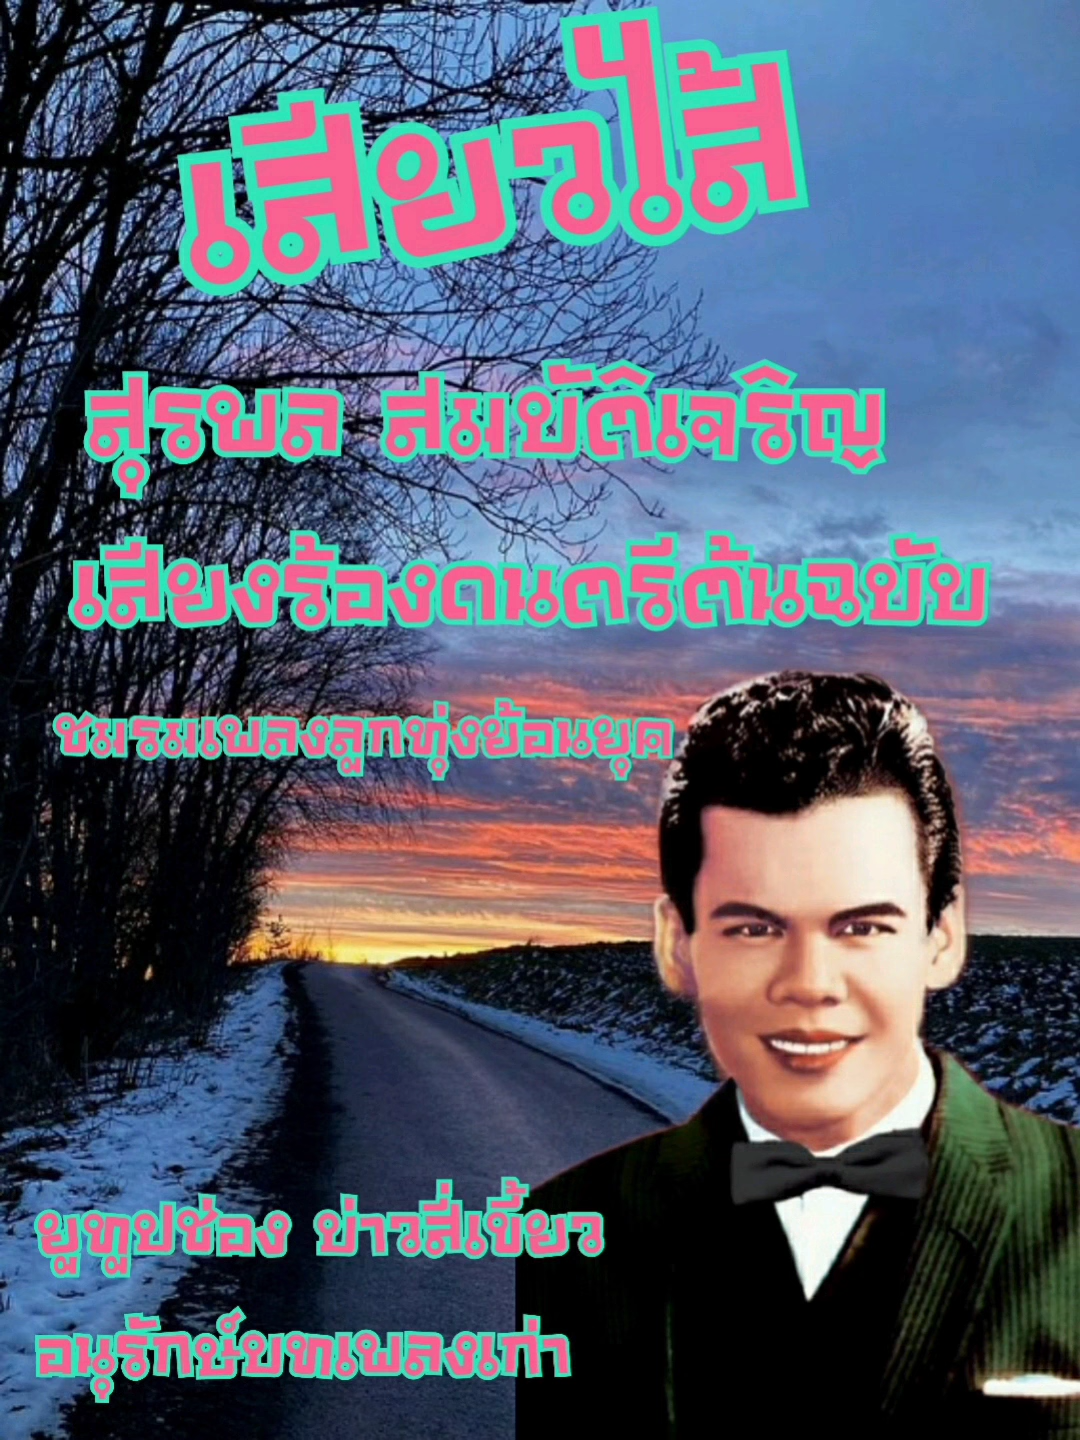 เสียวไส้
สุรพล สมบัติเจริญ
เสียงร้องดนตรีต้นฉบับ
ชมรมเพลงลูกทุ่งย้อนยุค
ยูทูปช่อง ข่าวสี่เขี้ยว
อนุรักษ์บทเพลงเก่า